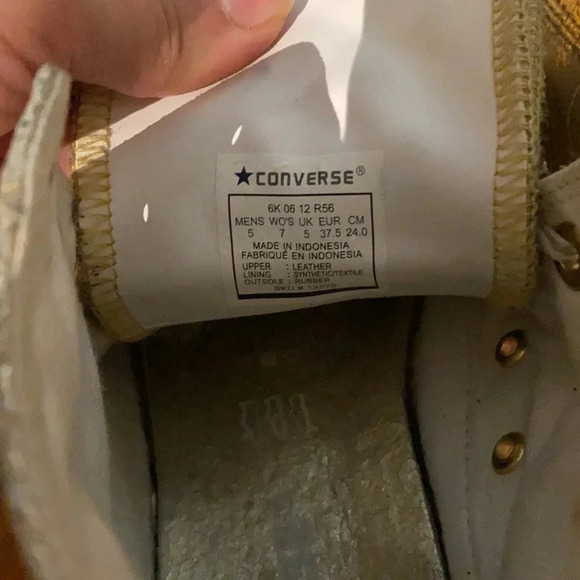 ★CONVERSE®
6K 06 12 R56
MENS WO'S UK EUR CM
5 7 5 37.5 24.0
MADE IN INDONESIA
FABRIQUÉ EN INDONESIA
UPPER : LEATHER
LINING : SYNTHETIC/TEXTILE
OUTSOLE : RUBBER
SKU #